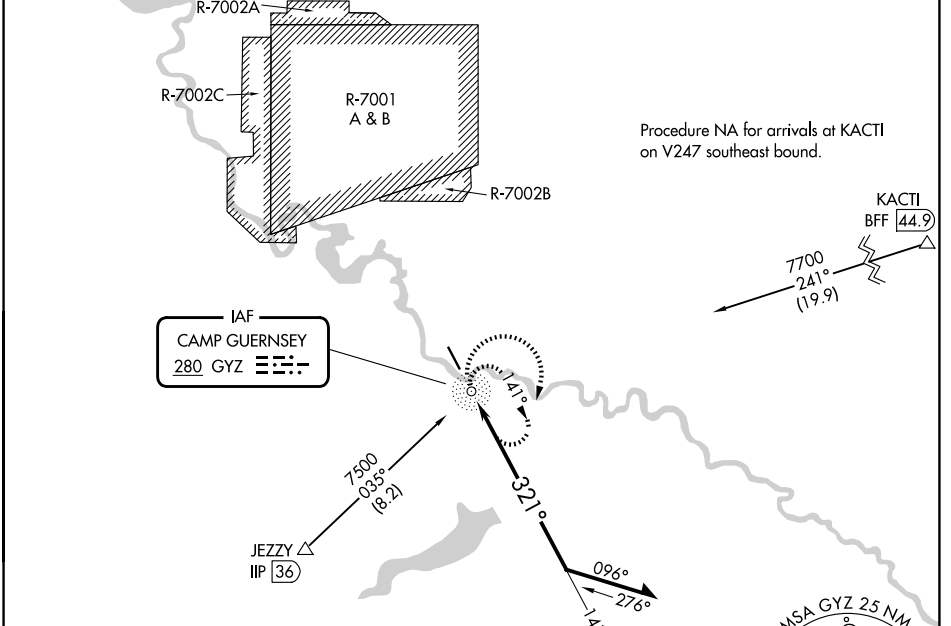 R-7002A
R-7002C
R-7001
A & B
R-7002B
Procedure NA for arrivals at KACTI
on V247 southeast bound.
KACTI
BFF 44.9
7700
241°
(19.9)
IAF
CAMP GUERNSEY
280 GYZ
141°
7500
035°
(8.2)
321°
JEZZY
IIP 36
096°
276°
MSA GYZ 25 NM